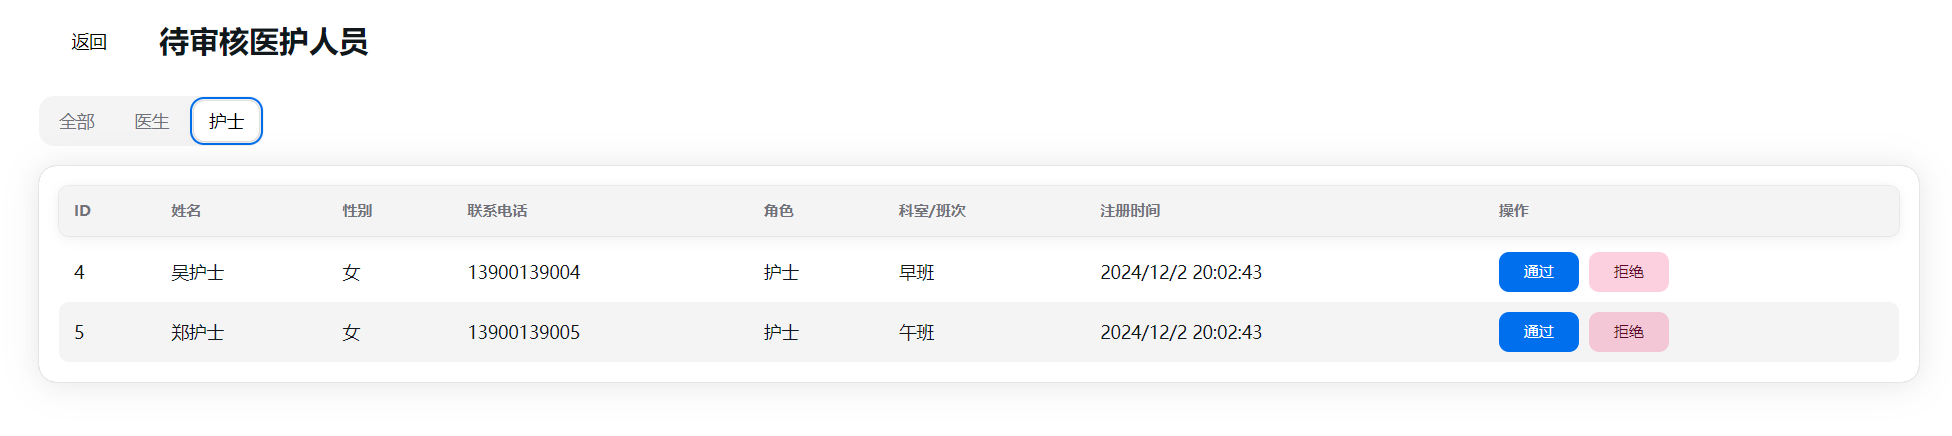 返回 待审核医护人员
全部 医生 护士
ID 姓名 性别 联系电话 角色 科室/班次 注册时间 操作
4 吴护士 女 13900139004 护士 早班 2024/12/2 20:02:43 通过 拒绝
5 郑护士 女 13900139005 护士 午班 2024/12/2 20:02:43 通过 拒绝